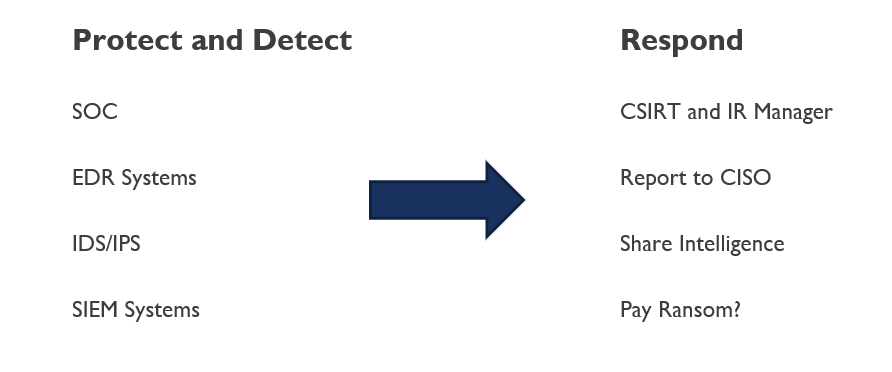 Protect and Detect
SOC
EDR Systems
IDS/IPS
SIEM Systems
Respond
CSIRT and IR Manager
Report to CISO
Share Intelligence
Pay Ransom?